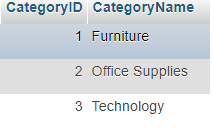 CategoryID CategoryName
1 Furniture
2 Office Supplies
3 Technology